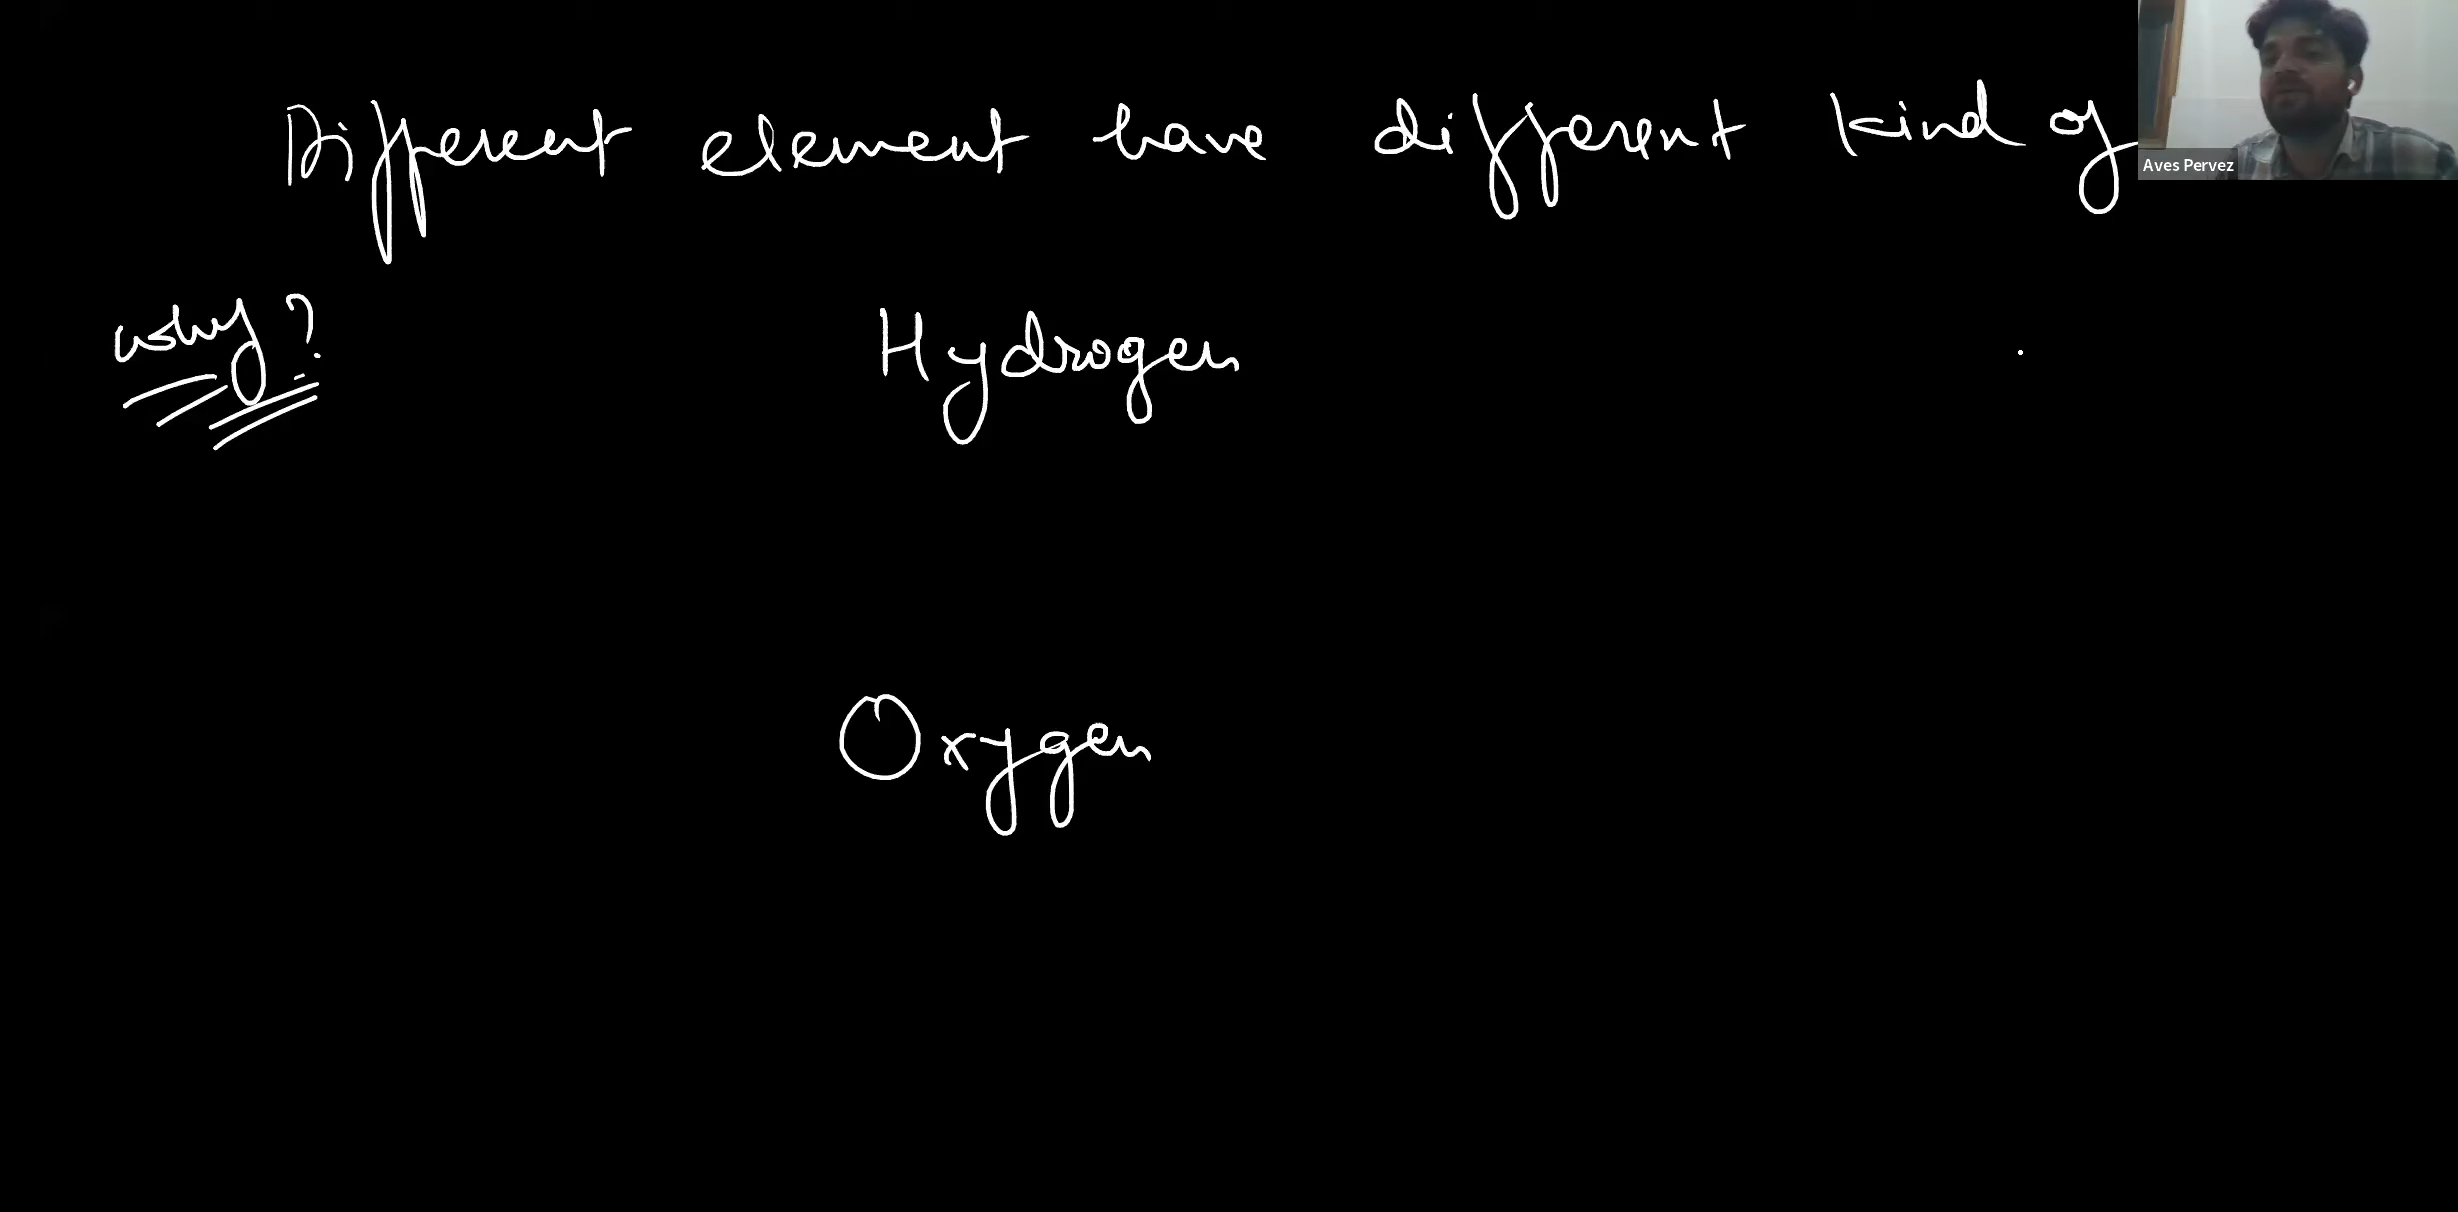 Different element have different kind of
Aves Pervez
why?
Hydrogen
Oxygen